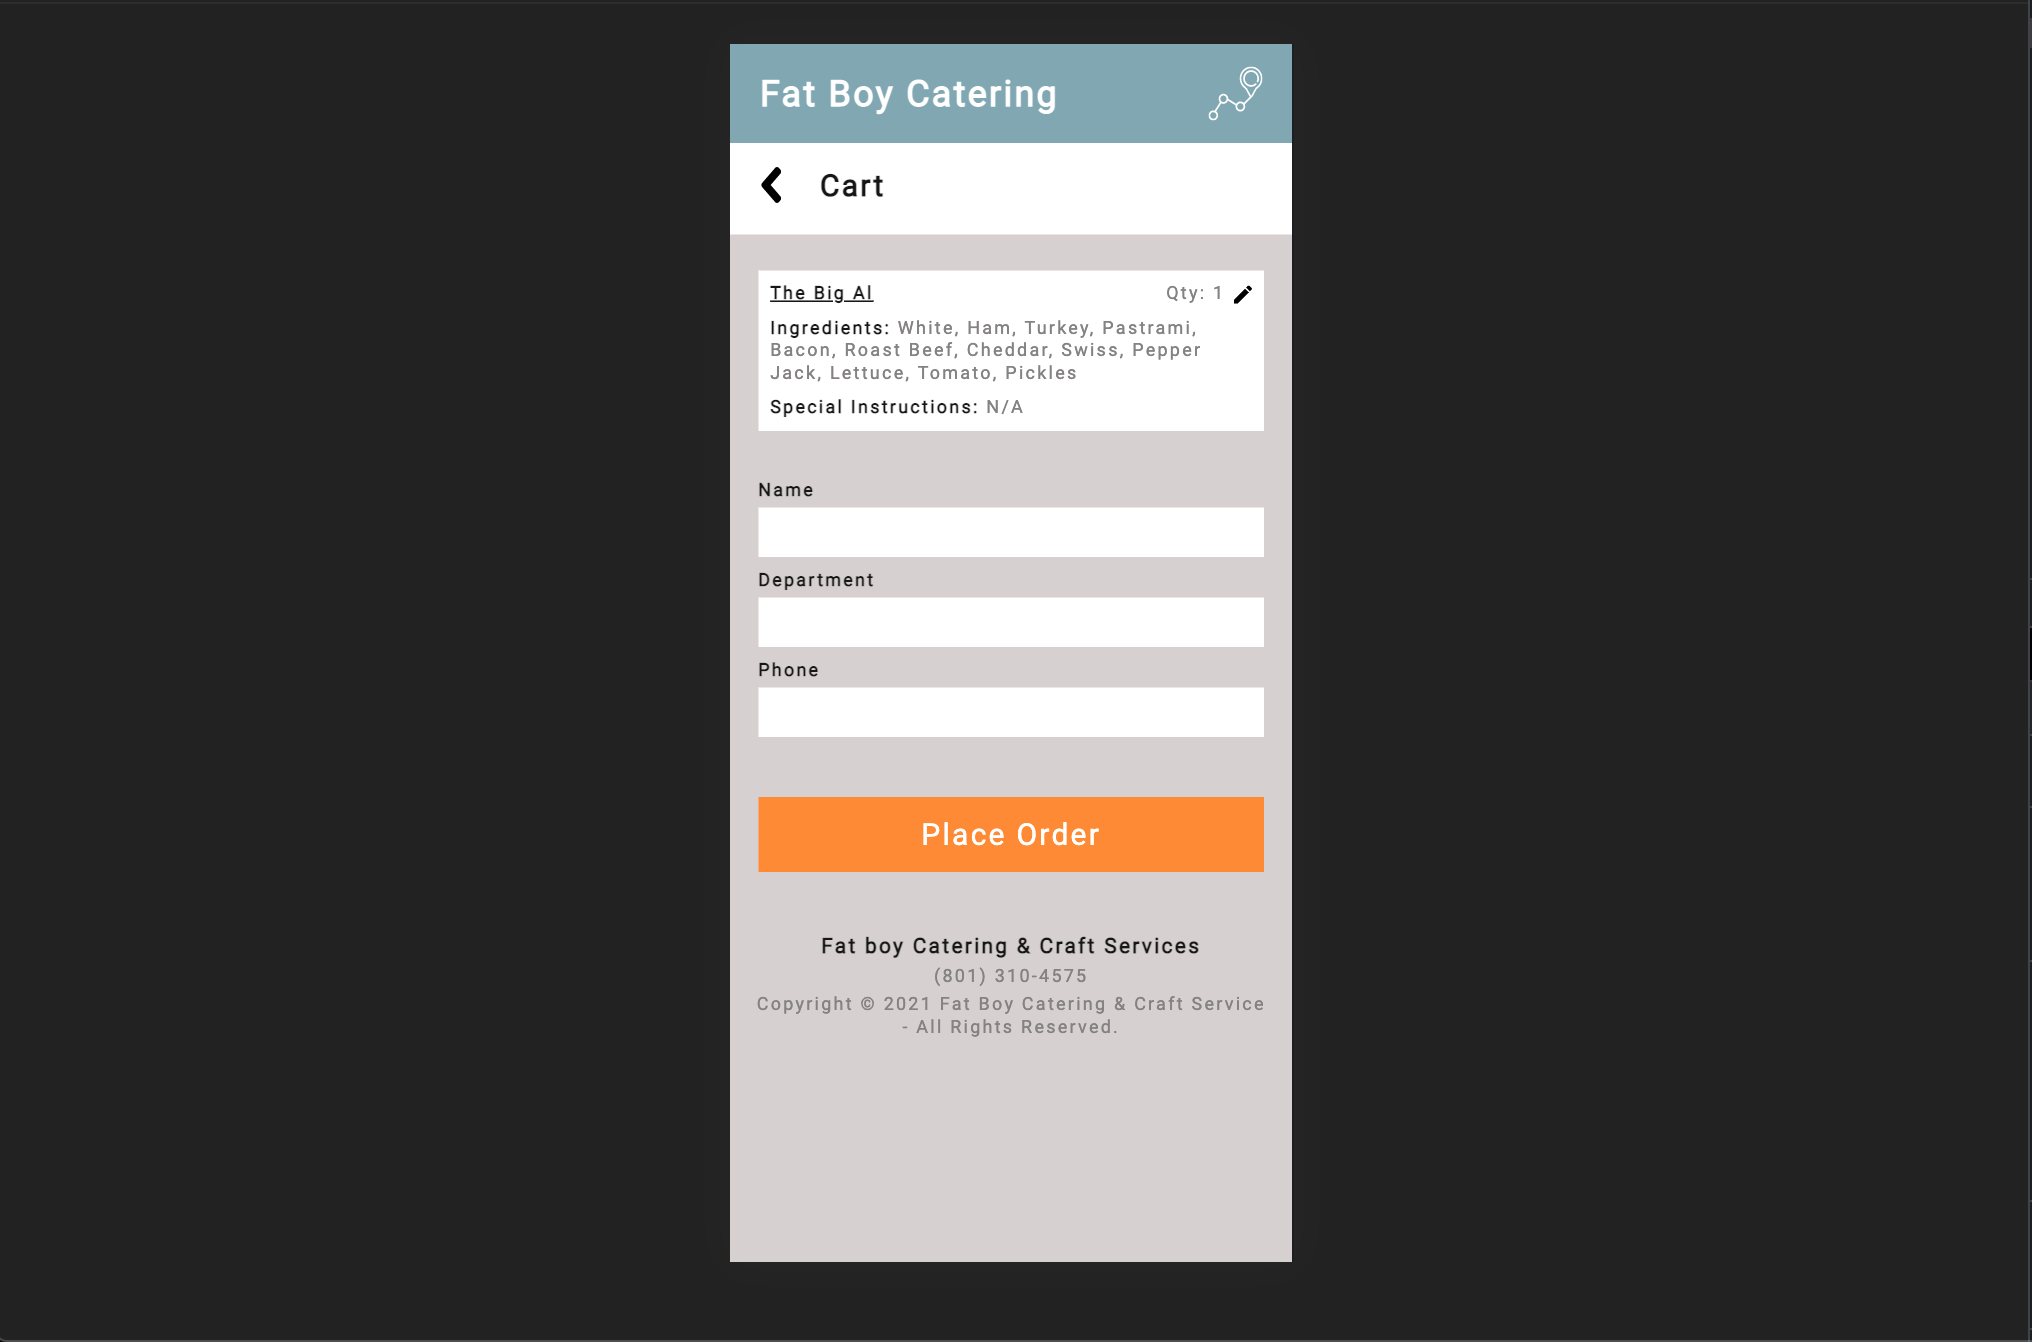 Fat Boy Catering
Cart
The Big Al
Qty: 1
Ingredients: White, Ham, Turkey, Pastrami,
Bacon, Roast Beef, Cheddar, Swiss, Pepper
Jack, Lettuce, Tomato, Pickles
Special Instructions: N/A
Name
Department
Phone
Place Order
Fat boy Catering & Craft Services
(801) 310-4575
Copyright © 2021 Fat Boy Catering & Craft Service
- All Rights Reserved.